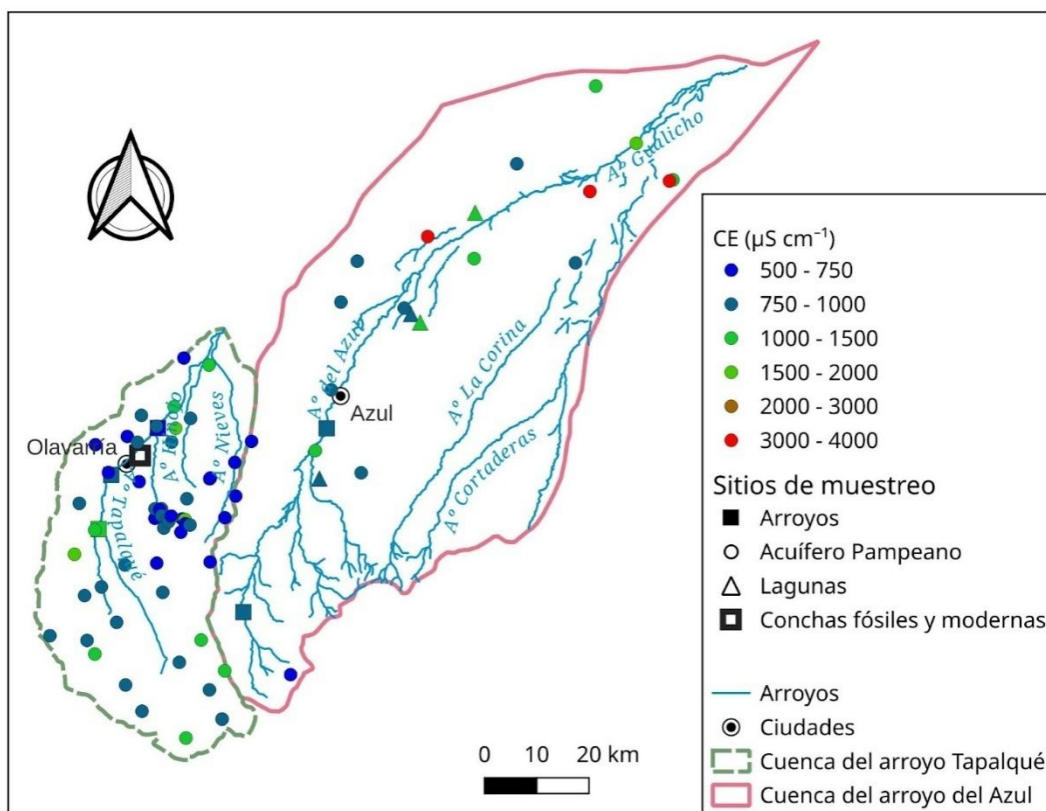 Aº Gualicho
Aº del Azul
Aº La Corina
Azul
Olavarría
Aº Nieves
Aº Cortaderas
Aº Tapalqué
0 10 20 km
CE (µS cm⁻¹)
500 - 750
750 - 1000
1000 - 1500
1500 - 2000
2000 - 3000
3000 - 4000
Sitios de muestreo
Arroyos
Acuífero Pampeano
Lagunas
Conchas fósiles y modernas
Arroyos
Ciudades
Cuenca del arroyo Tapalqué
Cuenca del arroyo del Azul